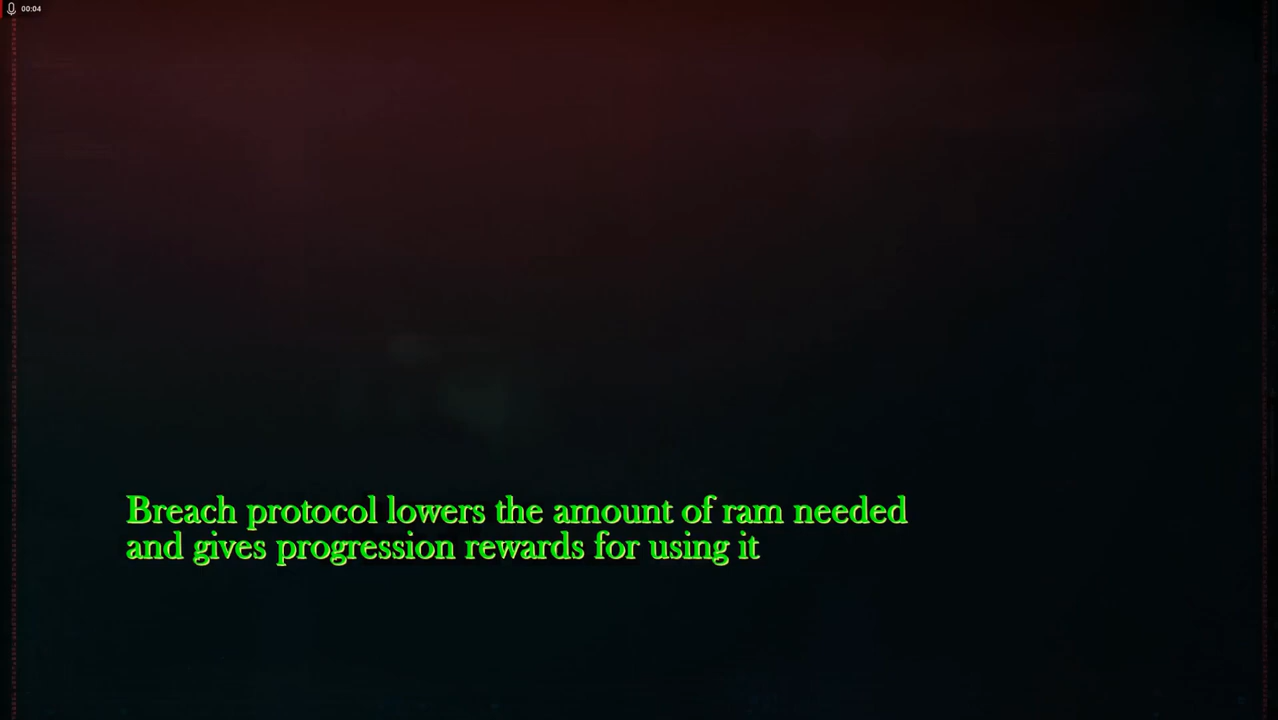 00:04
Breach protocol lowers the amount of ram needed
and gives progression rewards for using it